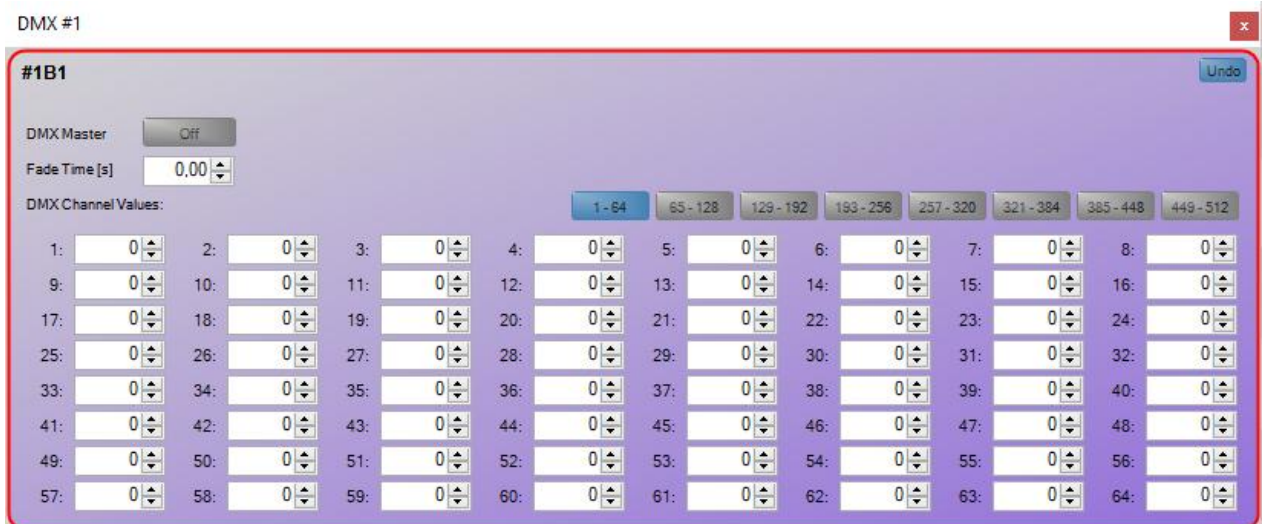 DMX #1 x
#1B1 Undo
DMX Master Off
Fade Time [s] 0,00
DMX Channel Values: 1 - 64 65 - 128 129 - 192 193 - 256 257 - 320 321 - 384 385 - 448 449 - 512
1: 0 2: 0 3: 0 4: 0 5: 0 6: 0 7: 0 8: 0
9: 0 10: 0 11: 0 12: 0 13: 0 14: 0 15: 0 16: 0
17: 0 18: 0 19: 0 20: 0 21: 0 22: 0 23: 0 24: 0
25: 0 26: 0 27: 0 28: 0 29: 0 30: 0 31: 0 32: 0
33: 0 34: 0 35: 0 36: 0 37: 0 38: 0 39: 0 40: 0
41: 0 42: 0 43: 0 44: 0 45: 0 46: 0 47: 0 48: 0
49: 0 50: 0 51: 0 52: 0 53: 0 54: 0 55: 0 56: 0
57: 0 58: 0 59: 0 60: 0 61: 0 62: 0 63: 0 64: 0